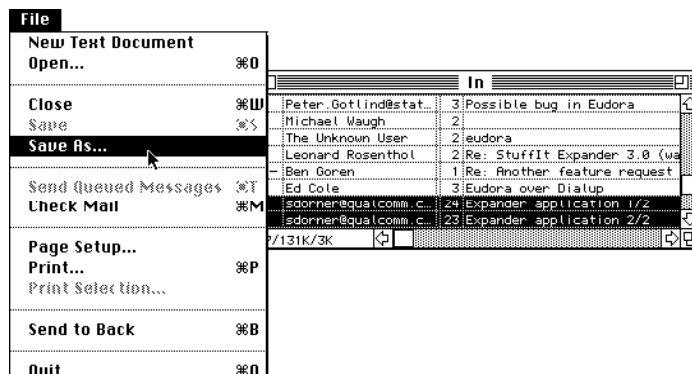 File
New Text Document
Open... ⌘O
Close ⌘W
Save ⌘S
Save As...
Send Queued Messages ⌘T
Check Mail ⌘M
Page Setup...
Print... ⌘P
Print Selection...
Send to Back ⌘B
Quit ⌘Q
In
Peter.Gotlind@stat… 3 Possible bug in Eudora
Michael Waugh 2
The Unknown User 2 eudora
Leonard Rosenthol 2 Re: StuffIt Expander 3.0 (wa
– Ben Goren 1 Re: Another feature request
Ed Cole 3 Eudora over Dialup
sdorner@qualcomm.c… 24 Expander application 1/2
sdorner@qualcomm.c… 23 Expander application 2/2
/131K/3K